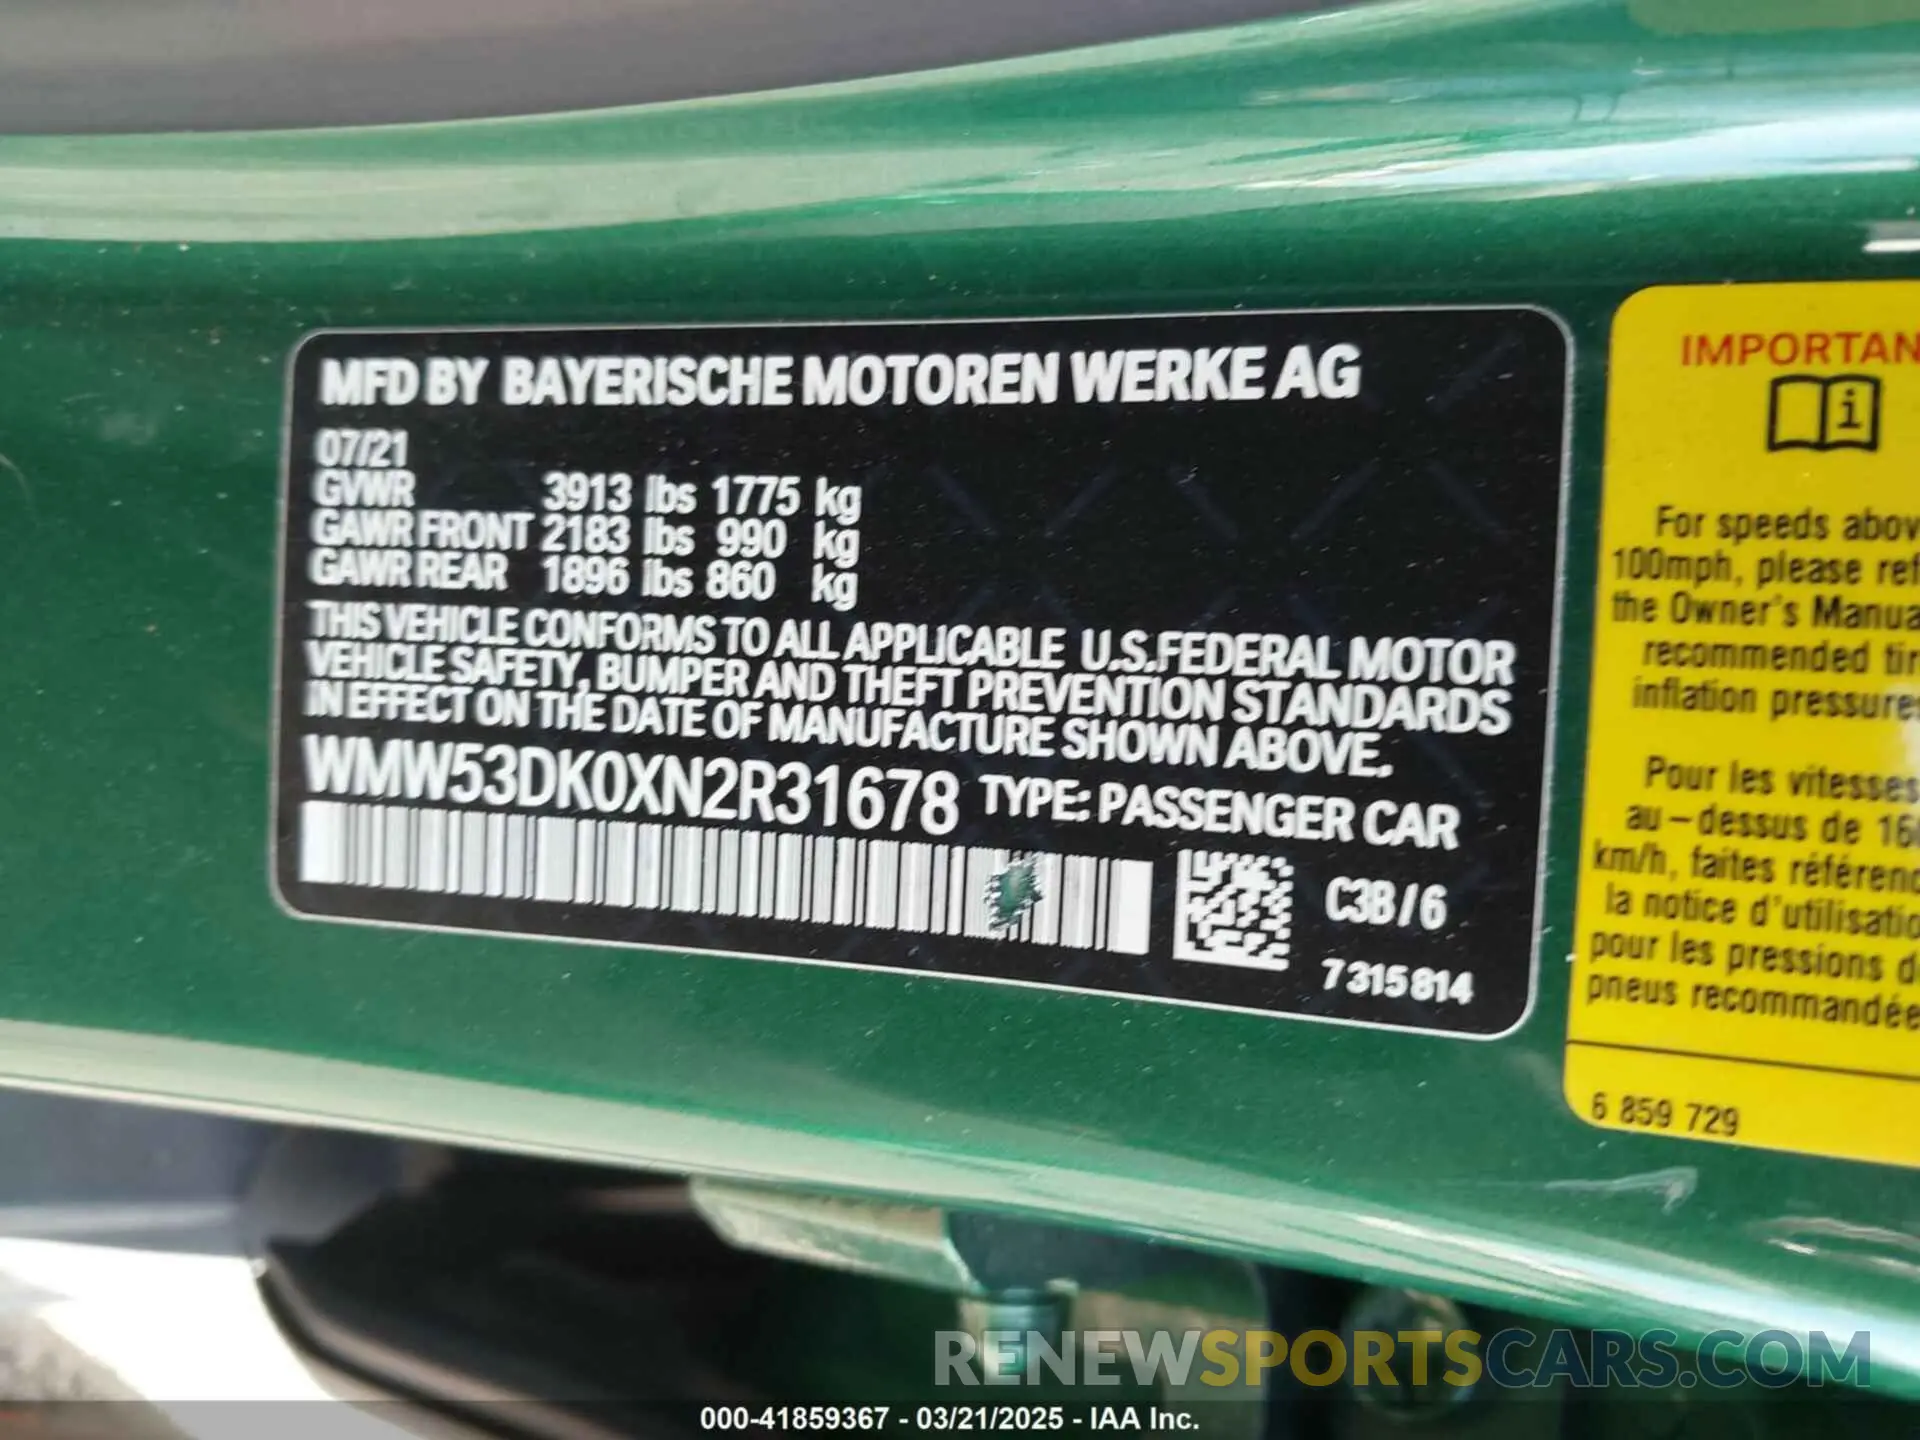 MFD BY BAYERISCHE MOTOREN WERKE AG
07/21
GVWR 3913 lbs 1775 kg
GAWR FRONT 2183 lbs 990 kg
GAWR REAR 1896 lbs 860 kg
THIS VEHICLE CONFORMS TO ALL APPLICABLE U.S.FEDERAL MOTOR
VEHICLE SAFETY, BUMPER AND THEFT PREVENTION STANDARDS
IN EFFECT ON THE DATE OF MANUFACTURE SHOWN ABOVE.
WMW53DK0XN2R31678 TYPE: PASSENGER CAR
C3B/6
7315814
IMPORTAN
i
For speeds abov
100mph, please ref
the Owner's Manua
recommended tir
inflation pressure
Pour les vitesses
au-dessus de 16
km/h, faites référenc
la notice d'utilisatio
pour les pressions d
pneus recommandée
6 859 729
RENEWSPORTSCARS.COM
000-41859367 - 03/21/2025 - IAA Inc.